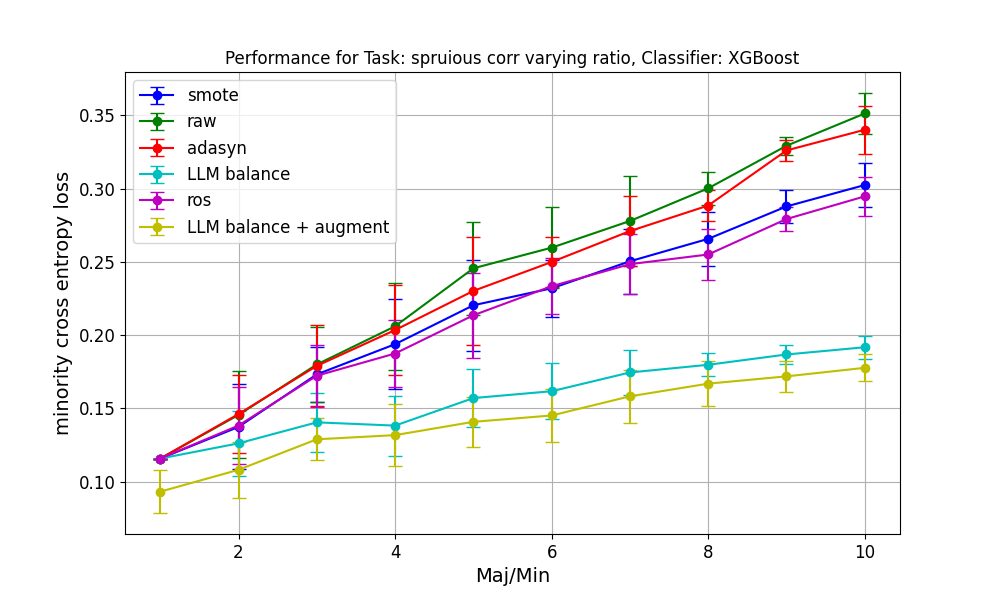 Performance for Task: spruious corr varying ratio, Classifier: XGBoost
smote
raw
adasyn
LLM balance
ros
LLM balance + augment
minority cross entropy loss
0.35
0.30
0.25
0.20
0.15
0.10
2 4 6 8 10
Maj/Min